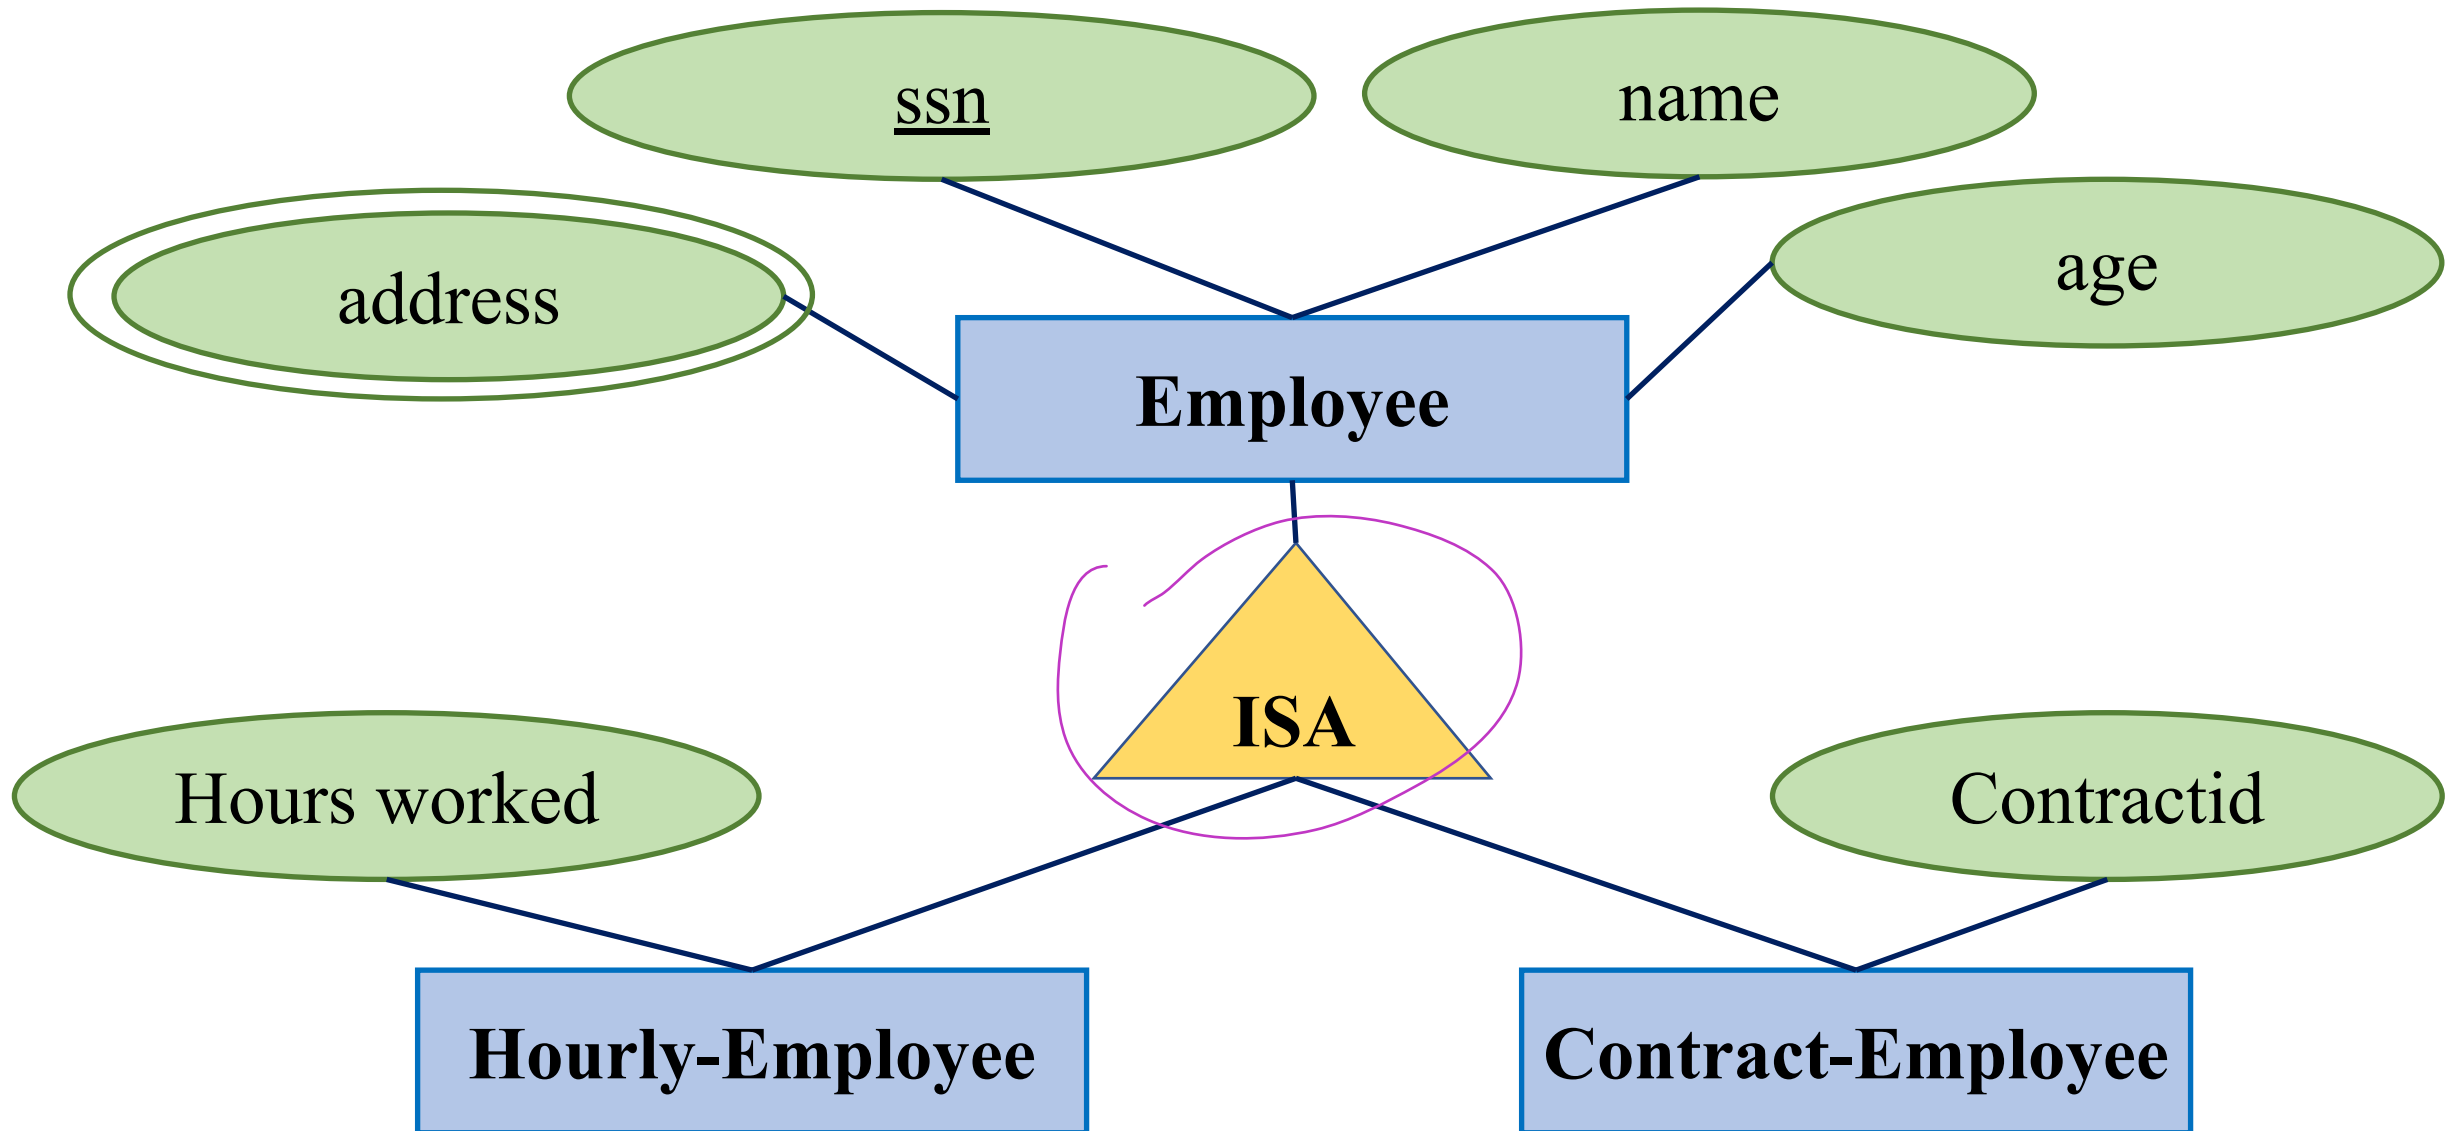 ssn
name
address
age
Employee
ISA
Hours worked
Contractid
Hourly-Employee
Contract-Employee